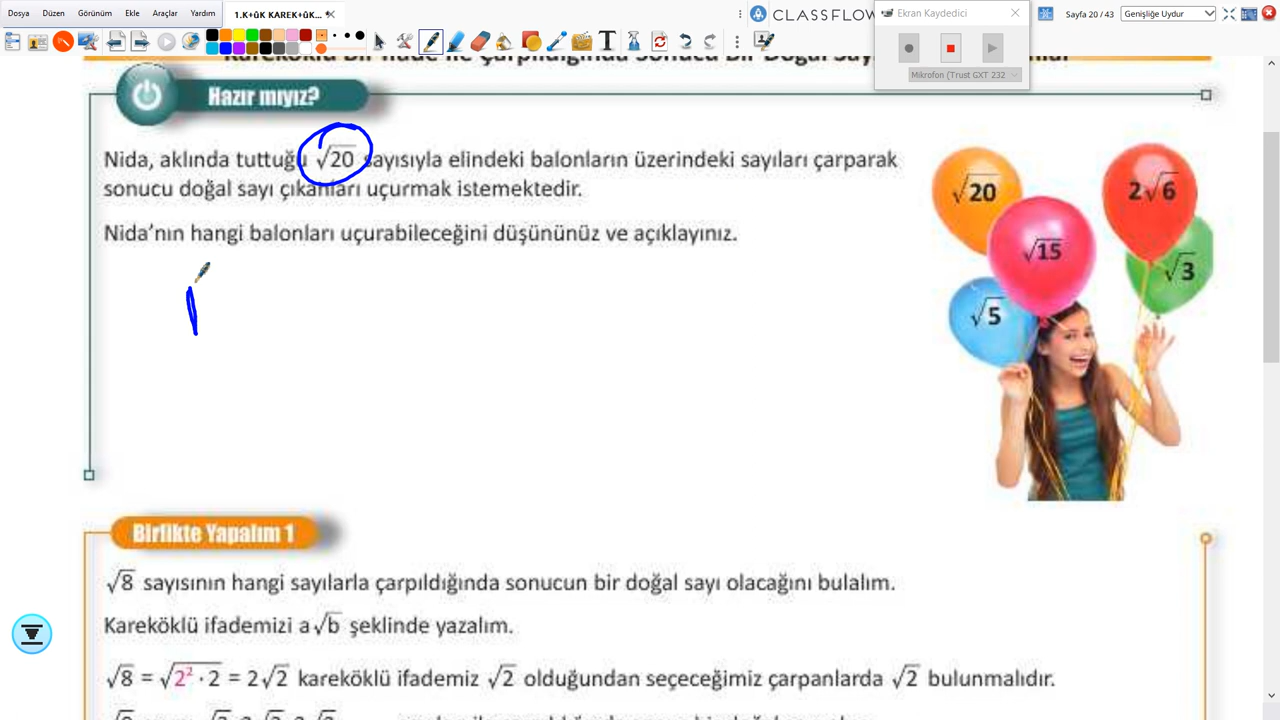 Dosya Düzen Görünüm Ekle Araçlar Yardım
1.K+ûK KAREK+ûK...*
CLASSFLOW
Ekran Kaydedici
Sayfa 20 / 43
Genişliğe Uydur
Mikrofon (Trust GXT 232
Hazır mıyız?
Nida, aklında tuttuğu √20 sayısıyla elindeki balonların üzerindeki sayıları çarparak
sonucu doğal sayı çıkanları uçurmak istemektedir.
Nida'nın hangi balonları uçurabileceğini düşününüz ve açıklayınız.
√20
2√6
√15
√3
√5
Birlikte Yapalım 1
√8 sayısının hangi sayılarla çarpıldığında sonucun bir doğal sayı olacağını bulalım.
Kareköklü ifademizi a√b şeklinde yazalım.
√8 = √2² · 2 = 2√2 kareköklü ifademiz √2 olduğundan seçeceğimiz çarpanlarda √2 bulunmalıdır.